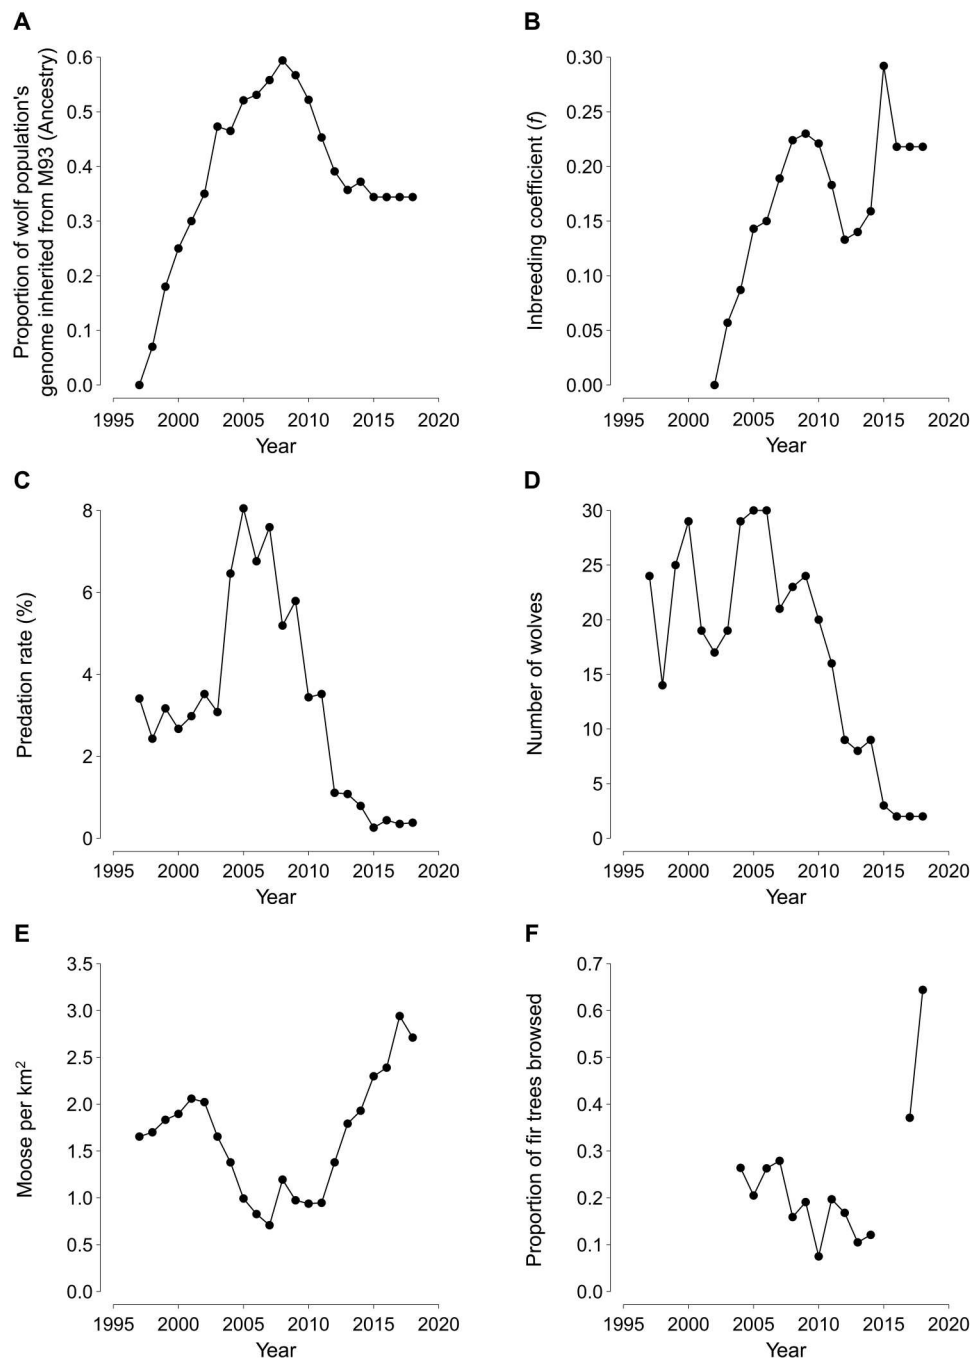 A
Proportion of wolf population's
genome inherited from M93 (Ancestry)
0.6
0.5
0.4
0.3
0.2
0.1
0.0
1995 2000 2005 2010 2015 2020
Year
B
Inbreeding coefficient (f)
0.30
0.25
0.20
0.15
0.10
0.05
0.00
1995 2000 2005 2010 2015 2020
Year
C
Predation rate (%)
8
6
4
2
0
1995 2000 2005 2010 2015 2020
Year
D
Number of wolves
30
25
20
15
10
5
0
1995 2000 2005 2010 2015 2020
Year
E
Moose per km²
3.5
3.0
2.5
2.0
1.5
1.0
0.5
0.0
1995 2000 2005 2010 2015 2020
Year
F
Proportion of fir trees browsed
0.7
0.6
0.5
0.4
0.3
0.2
0.1
0.0
1995 2000 2005 2010 2015 2020
Year